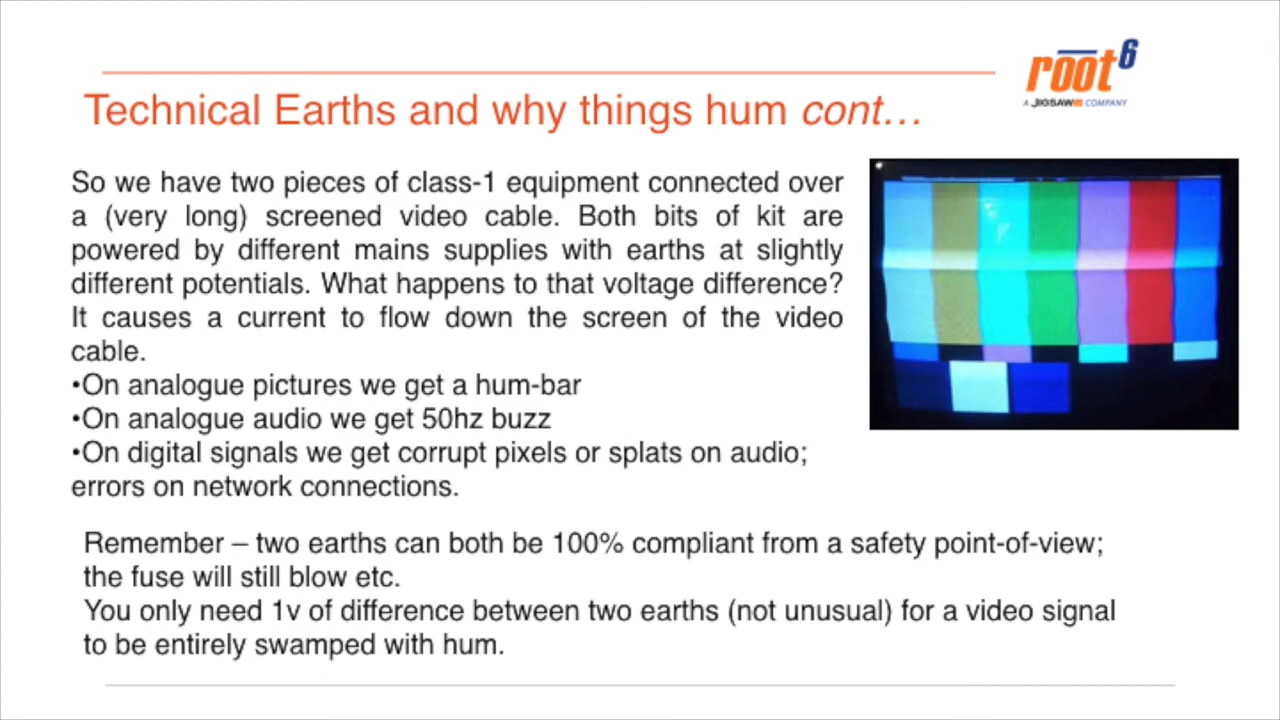 root6
A JIGSAW24 COMPANY
Technical Earths and why things hum cont…
So we have two pieces of class-1 equipment connected over
a (very long) screened video cable. Both bits of kit are
powered by different mains supplies with earths at slightly
different potentials. What happens to that voltage difference?
It causes a current to flow down the screen of the video
cable.
•On analogue pictures we get a hum-bar
•On analogue audio we get 50hz buzz
•On digital signals we get corrupt pixels or splats on audio;
errors on network connections.
Remember – two earths can both be 100% compliant from a safety point-of-view;
the fuse will still blow etc.
You only need 1v of difference between two earths (not unusual) for a video signal
to be entirely swamped with hum.